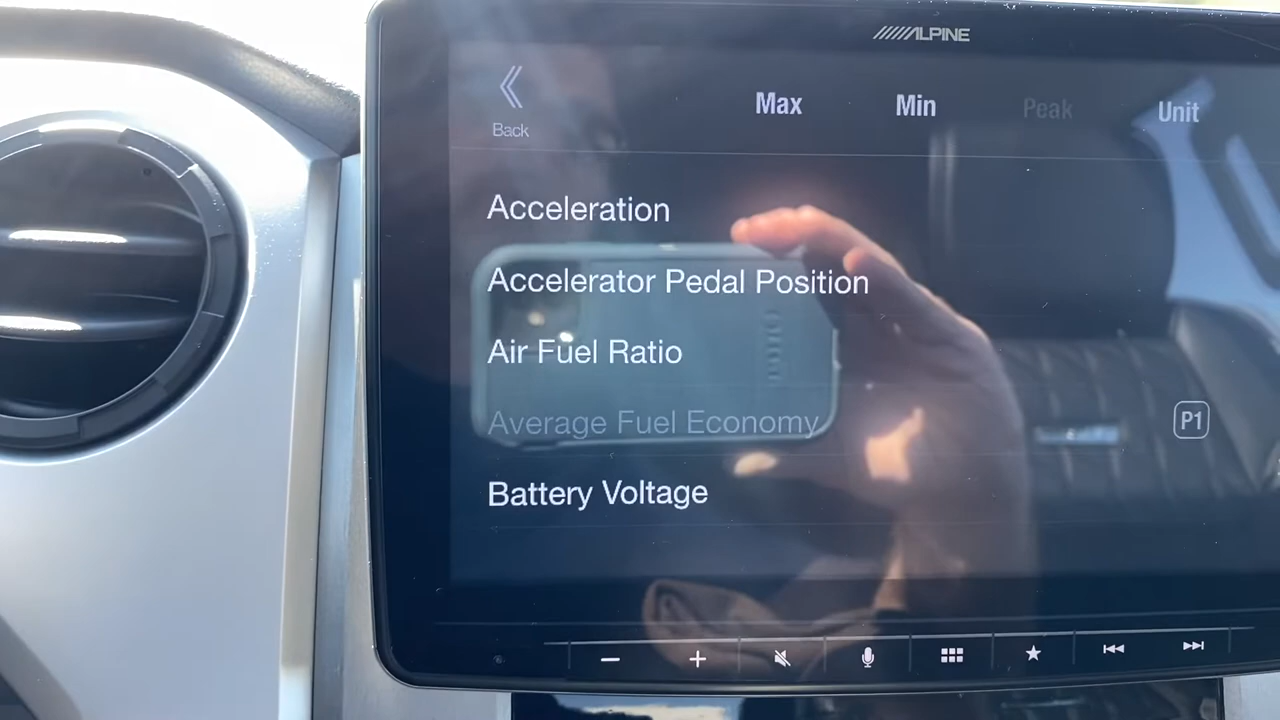 ALPINE
Back
Max Min Peak Unit
Acceleration
Accelerator Pedal Position
Air Fuel Ratio
Average Fuel Economy P1
Battery Voltage